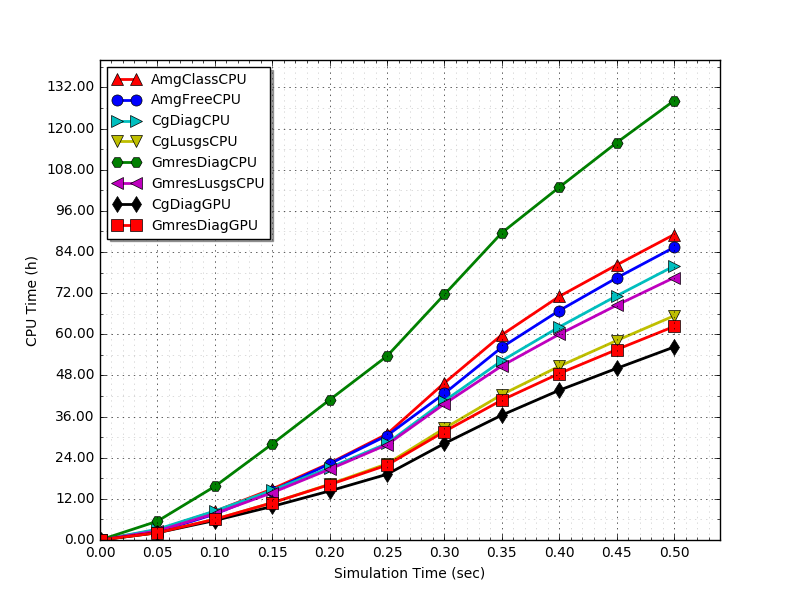 AmgClassCPU
AmgFreeCPU
CgDiagCPU
CgLusgsCPU
GmresDiagCPU
GmresLusgsCPU
CgDiagGPU
GmresDiagGPU
132.00
120.00
108.00
96.00
84.00
72.00
60.00
48.00
36.00
24.00
12.00
0.00
CPU Time (h)
0.00 0.05 0.10 0.15 0.20 0.25 0.30 0.35 0.40 0.45 0.50
Simulation Time (sec)